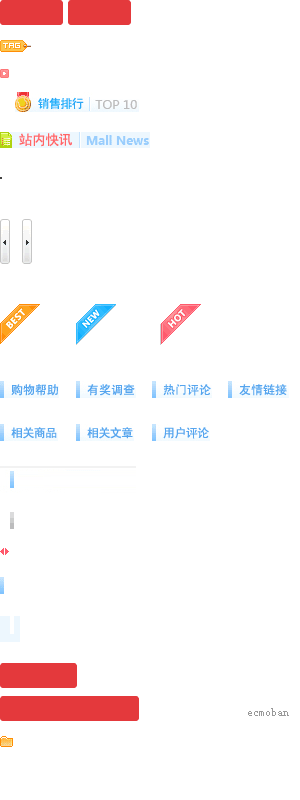 TAG
销售排行 TOP 10
站内快讯 Mall News
BEST NEW HOT
购物帮助 有奖调查 热门评论 友情链接
相关商品 相关文章 用户评论
ecmoban